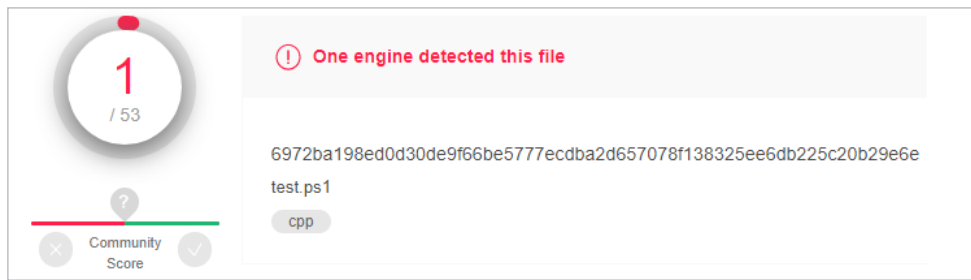 1
/ 53
?
Community
Score
One engine detected this file
6972ba198ed0d30de9f66be5777ecdba2d657078f138325ee6db225c20b29e6e
test.ps1
cpp